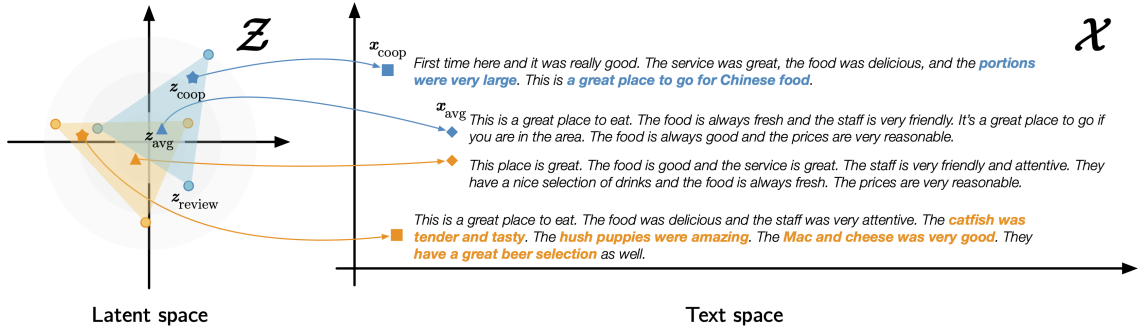 𝒵
z_coop
z_avg
z_review
Latent space
𝒳
x_coop
First time here and it was really good. The service was great, the food was delicious, and the portions
were very large. This is a great place to go for Chinese food.
x_avg
This is a great place to eat. The food is always fresh and the staff is very friendly. It's a great place to go if
you are in the area. The food is always good and the prices are very reasonable.
This place is great. The food is good and the service is great. The staff is very friendly and attentive. They
have a nice selection of drinks and the food is always fresh. The prices are very reasonable.
This is a great place to eat. The food was delicious and the staff was very attentive. The catfish was
tender and tasty. The hush puppies were amazing. The Mac and cheese was very good. They
have a great beer selection as well.
Text space